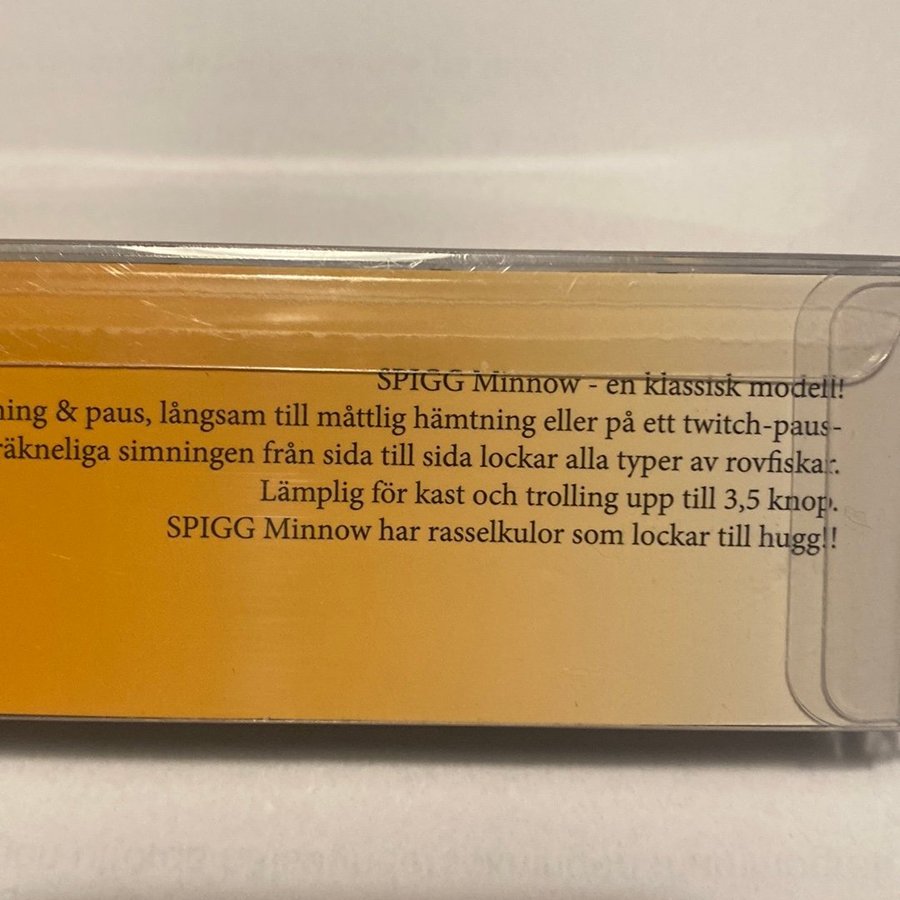 SPIGG Minnow - en klassisk modell!
& paus, långsam till måttlig hämtning eller på ett twitch-paus-
simningen från sida till sida lockar alla typer av rovfiskar.
Lämplig för kast och trolling upp till 3,5 knop.
SPIGG Minnow har rasselkulor som lockar till hugg!!